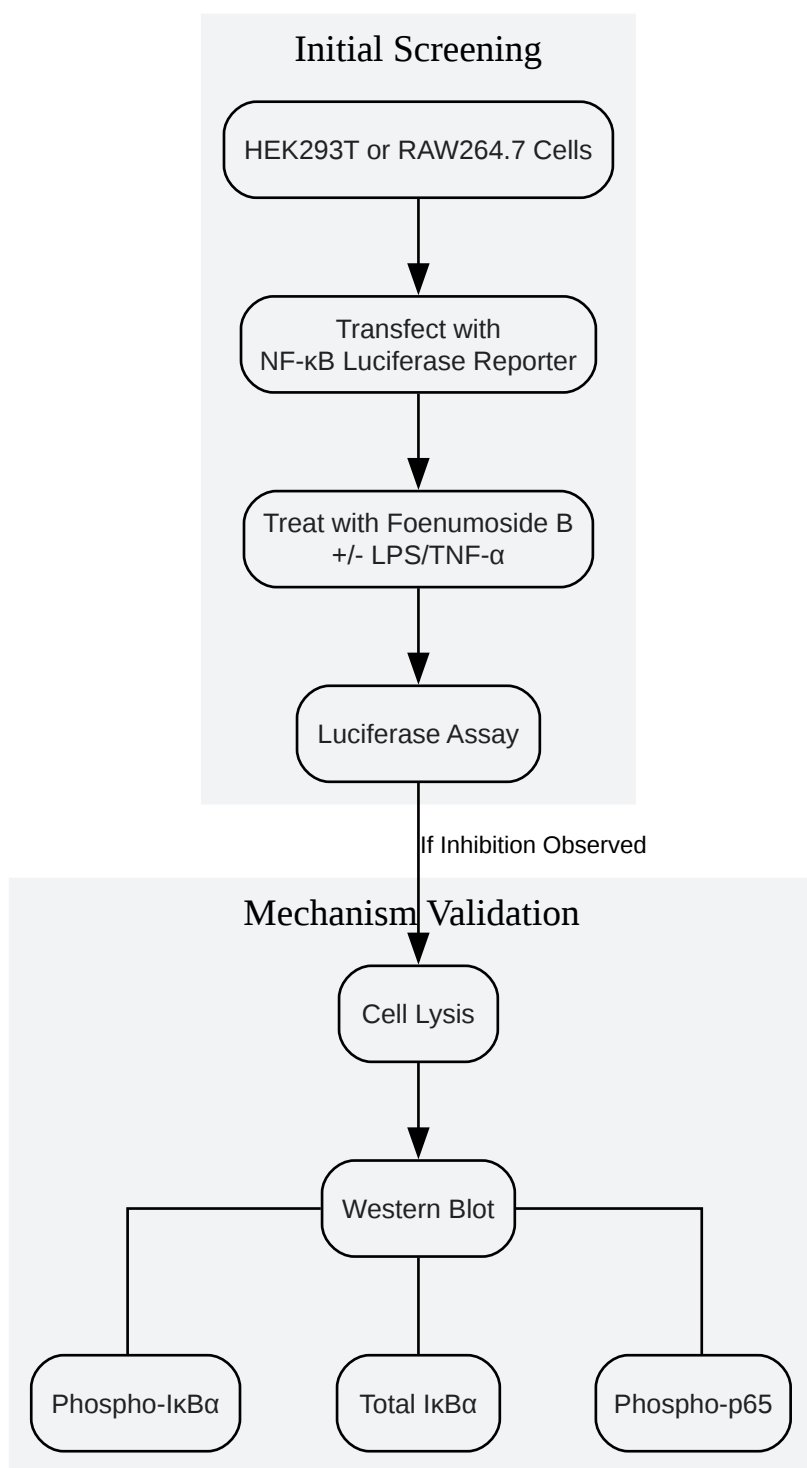 Initial Screening
HEK293T or RAW264.7 Cells
Transfect with
NF-κB Luciferase Reporter
Treat with Foenumoside B
+/- LPS/TNF-α
Luciferase Assay
If Inhibition Observed
Mechanism Validation
Cell Lysis
Western Blot
Phospho-IκBα
Total IκBα
Phospho-p65